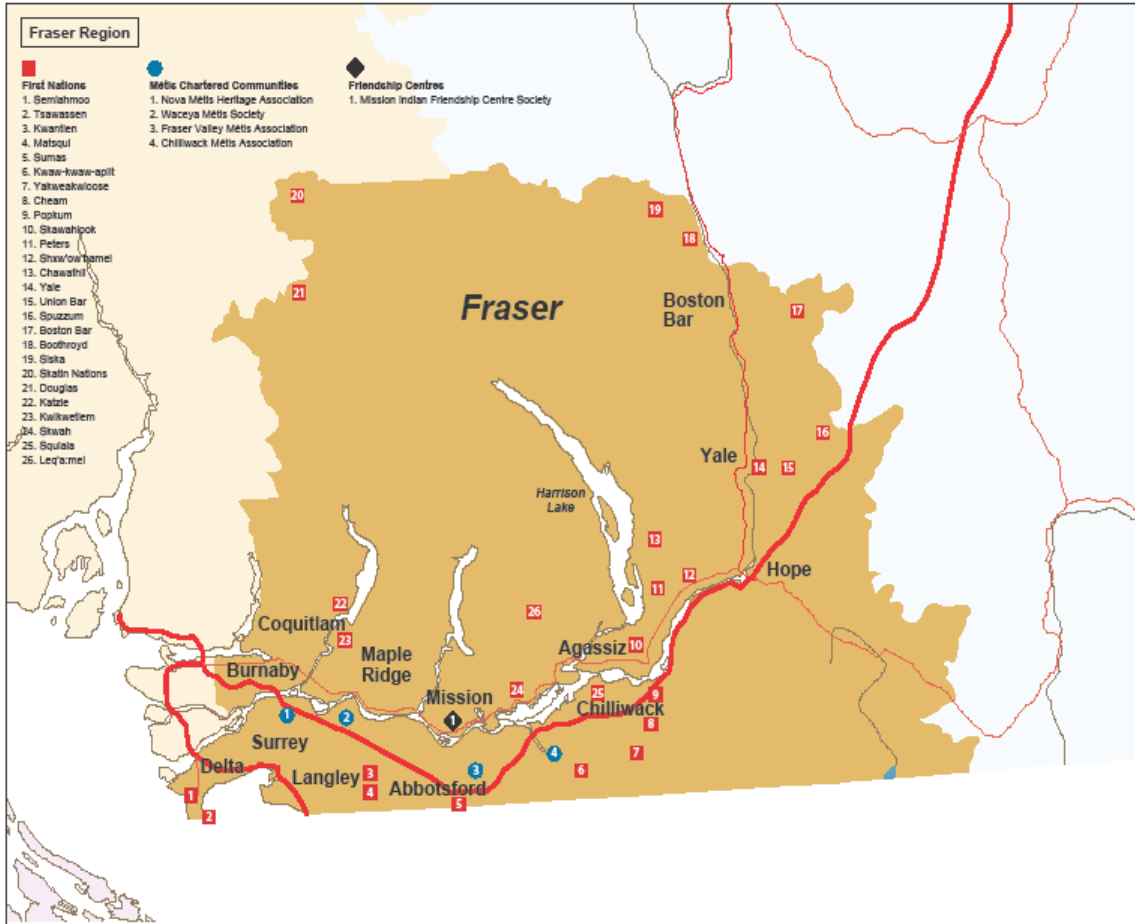 Fraser Region
First Nations
1. Semiahmoo
2. Tsawassen
3. Kwantlen
4. Matsqui
5. Sumas
6. Kwaw-kwaw-aplit
7. Yakweakwioose
8. Cheam
9. Popkum
10. Skawahlook
11. Peters
12. Shxw'ow'hamel
13. Chawathil
14. Yale
15. Union Bar
16. Spuzzum
17. Boston Bar
18. Boothroyd
19. Siska
20. Skatin Nations
21. Douglas
22. Katzie
23. Kwikwetlem
24. Skwah
25. Squiala
26. Leq'a:mel
Métis Chartered Communities
1. Nova Métis Heritage Association
2. Waceya Métis Society
3. Fraser Valley Métis Association
4. Chilliwack Métis Association
Friendship Centres
1. Mission Indian Friendship Centre Society
20
19
18
21
Fraser
Boston
Bar
17
16
Yale
14
15
Harrison
Lake
13
12
Hope
11
22
26
Coquitlam
23
Maple
Ridge
Agassiz
10
Burnaby
Mission
24
25
9
Chilliwack
1
2
1
8
Surrey
4
7
Delta
Langley
3
3
6
Abbotsford
1
4
5
2